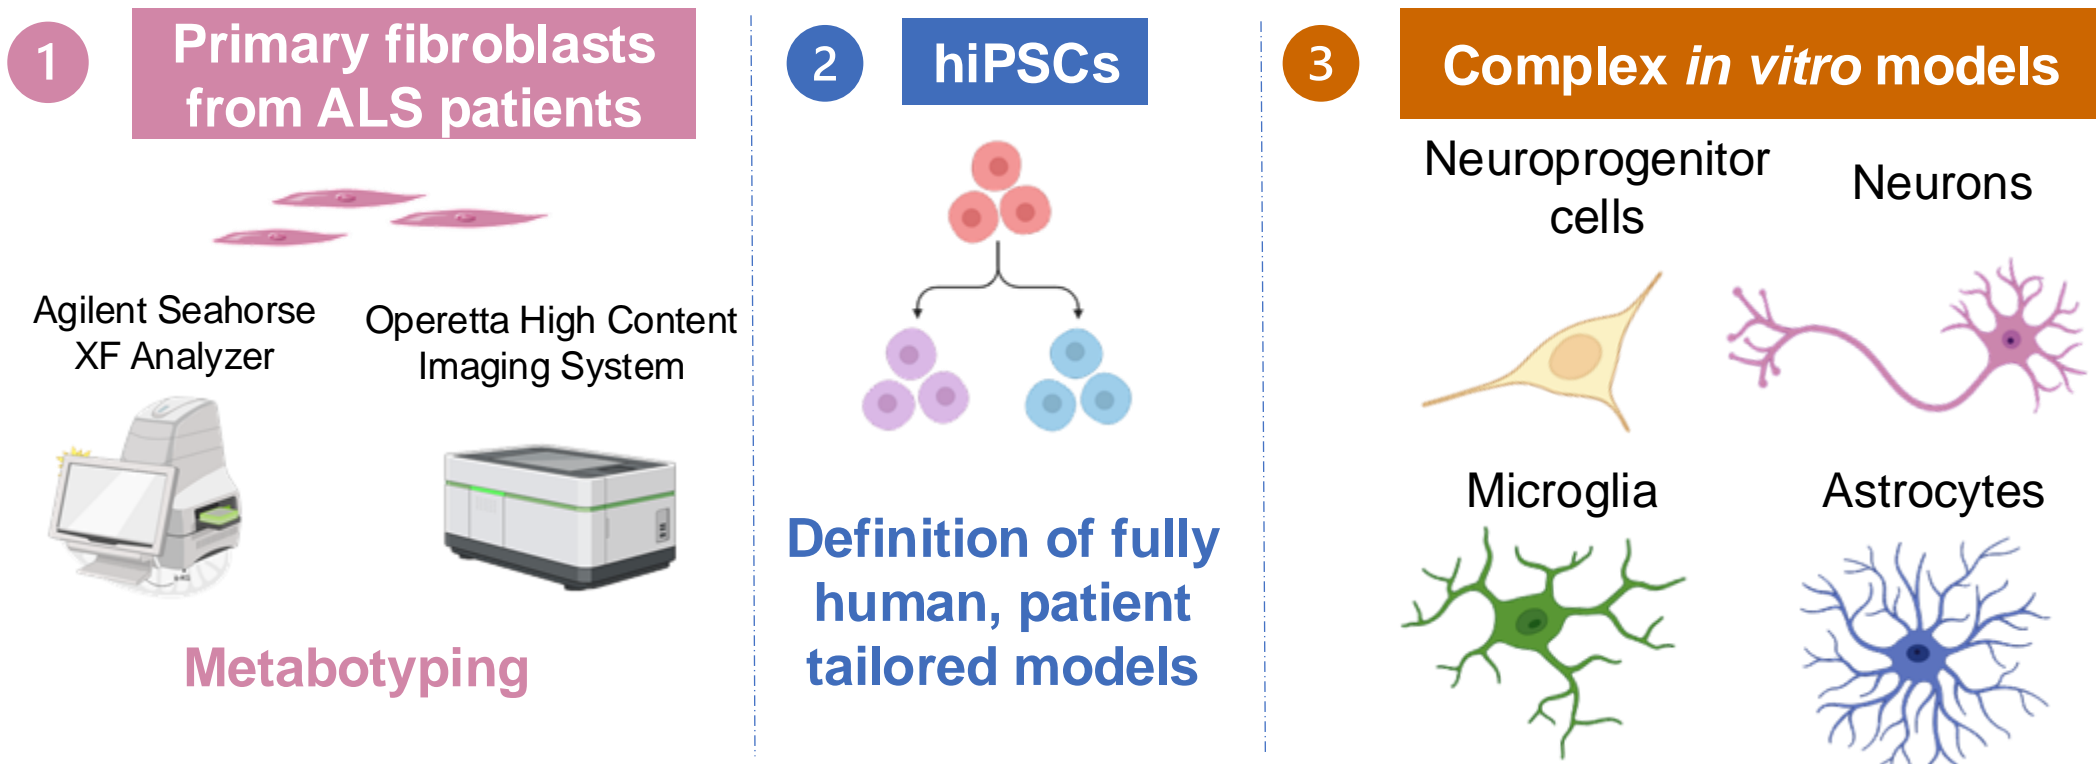 1
Primary fibroblasts
from ALS patients
Agilent Seahorse
XF Analyzer
Operetta High Content
Imaging System
Metabotyping
2
hiPSCs
Definition of fully
human, patient
tailored models
3
Complex in vitro models
Neuroprogenitor
cells
Neurons
Microglia
Astrocytes